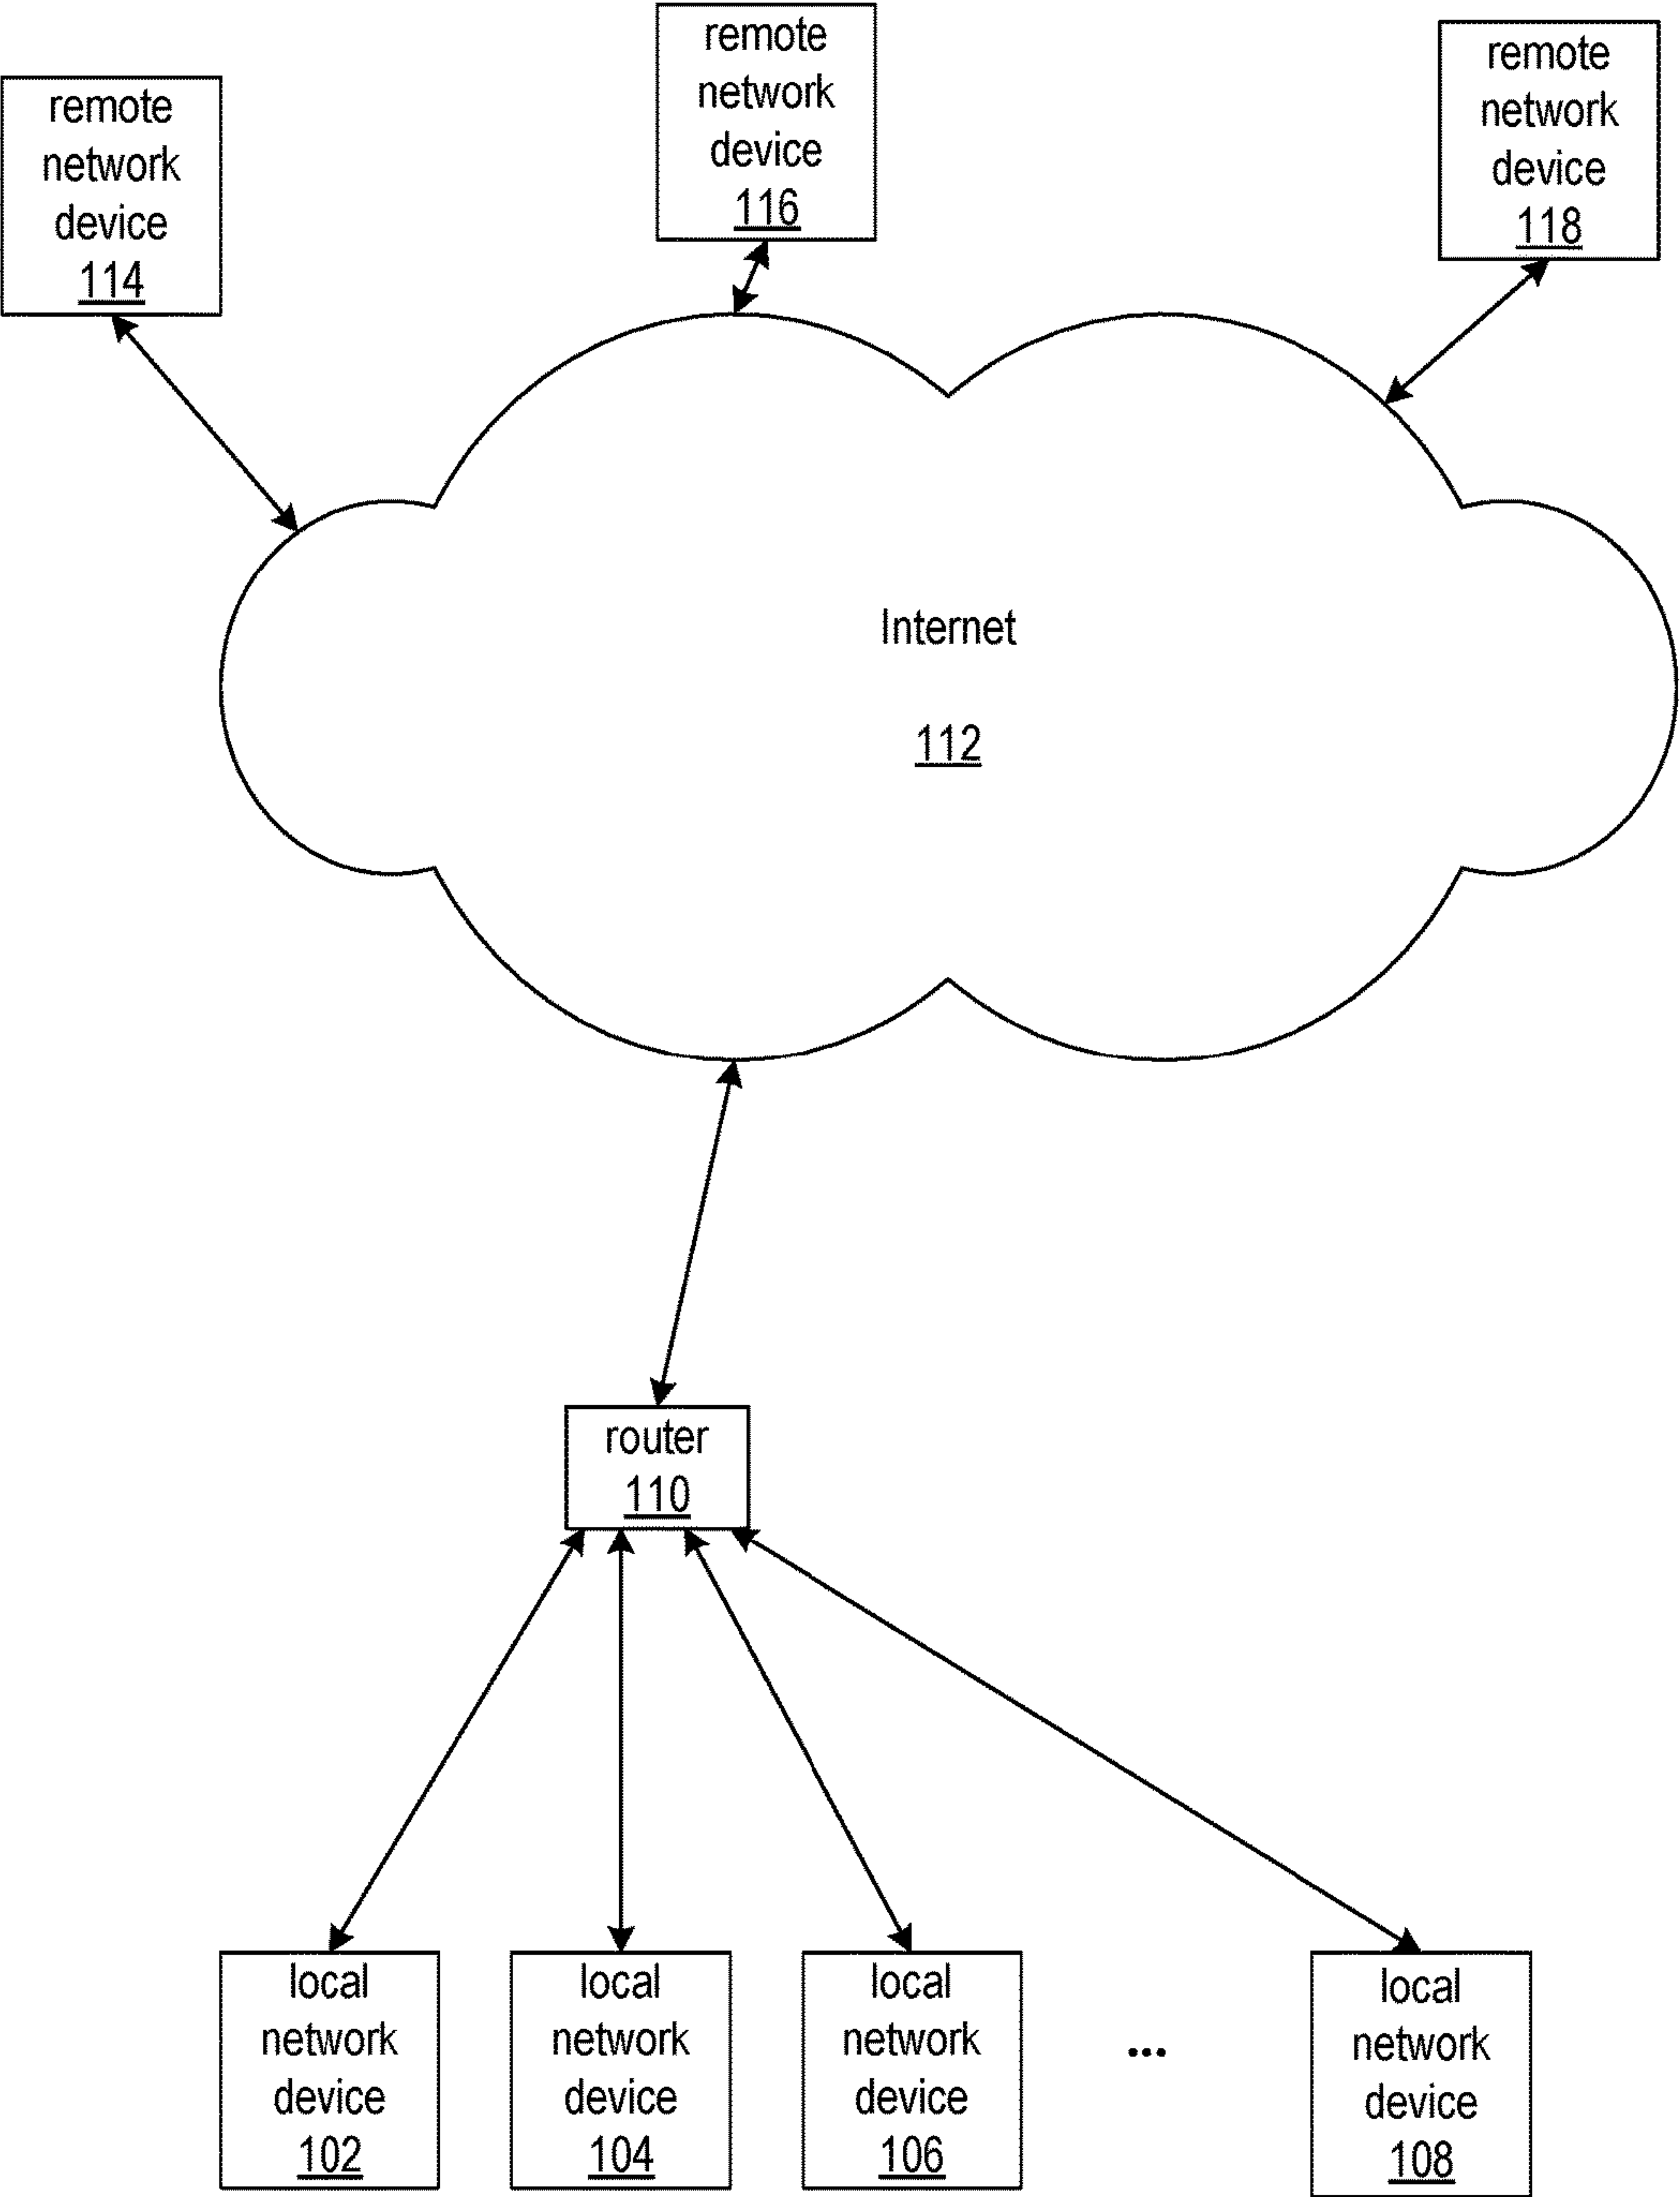 remote
network
device
116
remote
network
device
118
remote
network
device
114
Internet
112
router
110
local
network
device
102
local
network
device
104
local
network
device
106
...
local
network
device
108